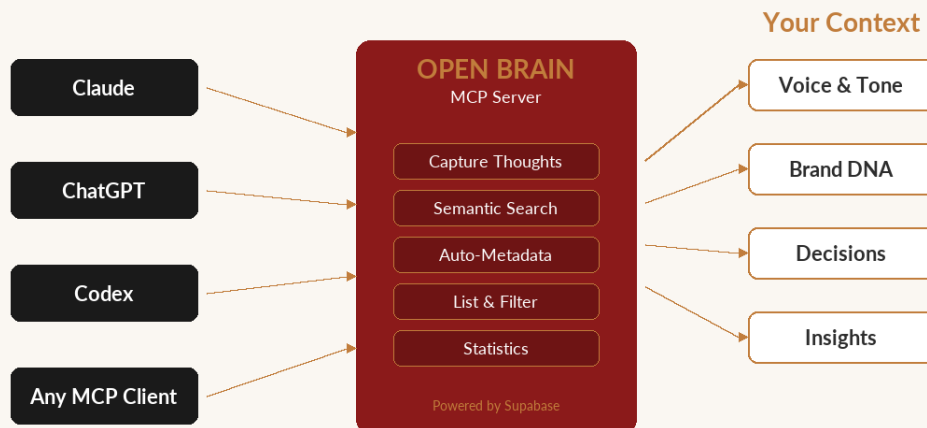 Your Context
Claude
ChatGPT
Codex
Any MCP Client
OPEN BRAIN
MCP Server
Capture Thoughts
Semantic Search
Auto-Metadata
List & Filter
Statistics
Powered by Supabase
Voice & Tone
Brand DNA
Decisions
Insights